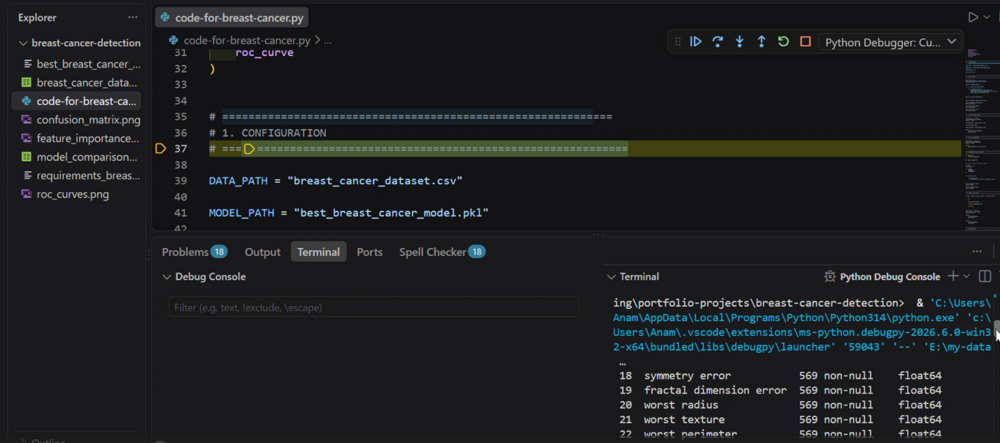 Explorer
breast-cancer-detection
best_breast_cancer_...
breast_cancer_data...
code-for-breast-ca...
confusion_matrix.png
feature_importance...
model_comparison...
requirements_breas...
roc_curves.png
code-for-breast-cancer.py
code-for-breast-cancer.py > ...
Python Debugger: Cu...
31 roc_curve
32 )
33
34
35 # ============================================================
36 # 1. CONFIGURATION
37 # ============================================================
38
39 DATA_PATH = "breast_cancer_dataset.csv"
40
41 MODEL_PATH = "best_breast_cancer_model.pkl"
42
Problems 18 Output Terminal Ports Spell Checker 18
Debug Console
Filter (e.g. text, !exclude, \escape)
Terminal Python Debug Console
ing\portfolio-projects\breast-cancer-detection> & 'C:\Users\
Anam\AppData\Local\Programs\Python\Python314\python.exe' 'c:\
Users\Anam\.vscode\extensions\ms-python.debugpy-2026.6.0-win3
2-x64\bundled\libs\debugpy\launcher' '59043' '--' 'E:\my-data
…
18 symmetry error 569 non-null float64
19 fractal dimension error 569 non-null float64
20 worst radius 569 non-null float64
21 worst texture 569 non-null float64
22 worst perimeter 569 non-null float64
Outline